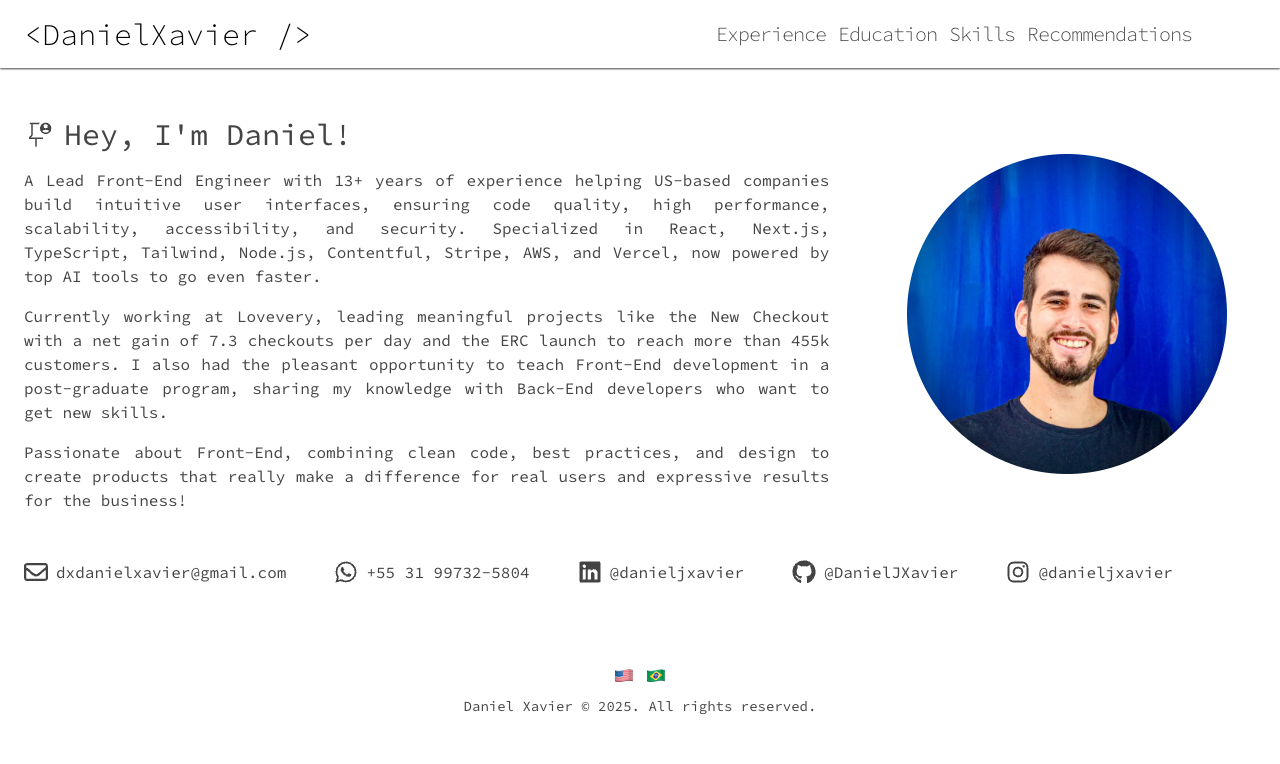 <DanielXavier />
Experience Education Skills Recommendations
Hey, I'm Daniel!
A Lead Front-End Engineer with 13+ years of experience helping US-based companies
build intuitive user interfaces, ensuring code quality, high performance,
scalability, accessibility, and security. Specialized in React, Next.js,
TypeScript, Tailwind, Node.js, Contentful, Stripe, AWS, and Vercel, now powered by
top AI tools to go even faster.
Currently working at Lovevery, leading meaningful projects like the New Checkout
with a net gain of 7.3 checkouts per day and the ERC launch to reach more than 455k
customers. I also had the pleasant opportunity to teach Front-End development in a
post-graduate program, sharing my knowledge with Back-End developers who want to
get new skills.
Passionate about Front-End, combining clean code, best practices, and design to
create products that really make a difference for real users and expressive results
for the business!
dxdanielxavier@gmail.com +55 31 99732-5804 @danieljxavier @DanielJXavier @danieljxavier
Daniel Xavier © 2025. All rights reserved.